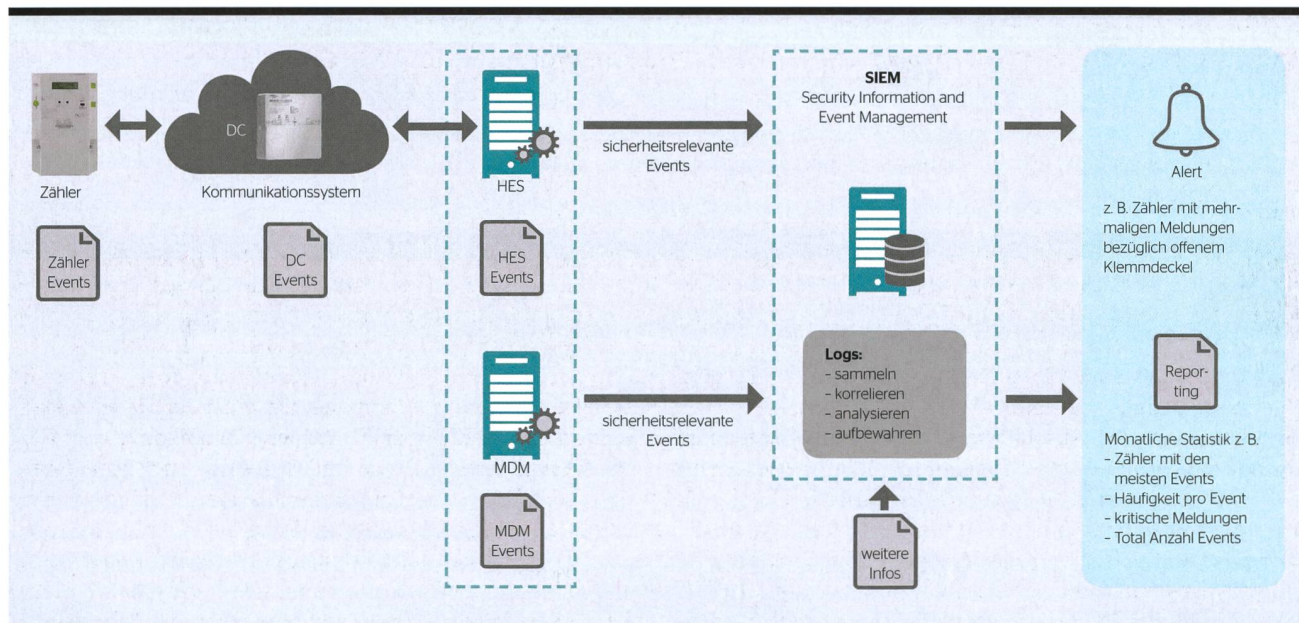 Zähler
DC
Kommunikationssystem
HES
sicherheitsrelevante
Events
SIEM
Security Information and
Event Management
Alert
z. B. Zähler mit mehr-
maligen Meldungen
bezüglich offenem
Klemmdeckel
Zähler
Events
DC
Events
HES
Events
MDM
sicherheitsrelevante
Events
Logs:
– sammeln
– korrelieren
– analysieren
– aufbewahren
Repor-
ting
Monatliche Statistik z. B.
– Zähler mit den
meisten Events
– Häufigkeit pro Event
– kritische Meldungen
– Total Anzahl Events
MDM
Events
weitere
Infos